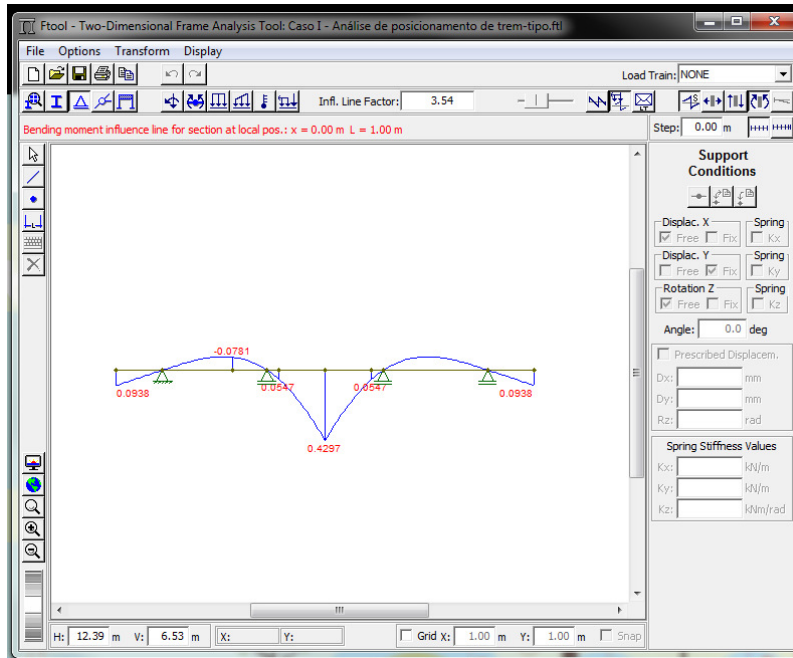 Ftool - Two-Dimensional Frame Analysis Tool: Caso I - Análise de posicionamento de trem-tipo.ftl
File Options Transform Display
Load Train: NONE
Infl. Line Factor: 3.54
Bending moment influence line for section at local pos.: x = 0.00 m L = 1.00 m
Step: 0.00 m
Support
Conditions
Displac. X Spring
Free Fix Kx
Displac. Y Spring
Free Fix Ky
Rotation Z Spring
Free Fix Kz
Angle: 0.0 deg
Prescribed Displacem.
Dx: mm
Dy: mm
Rz: rad
Spring Stiffness Values
Kx: kN/m
Ky: kN/m
Kz: kNm/rad
-0.0781
0.0938 0.0547 0.0547 0.0938
0.4297
H: 12.39 m V: 6.53 m X: Y: Grid X: 1.00 m Y: 1.00 m Snap